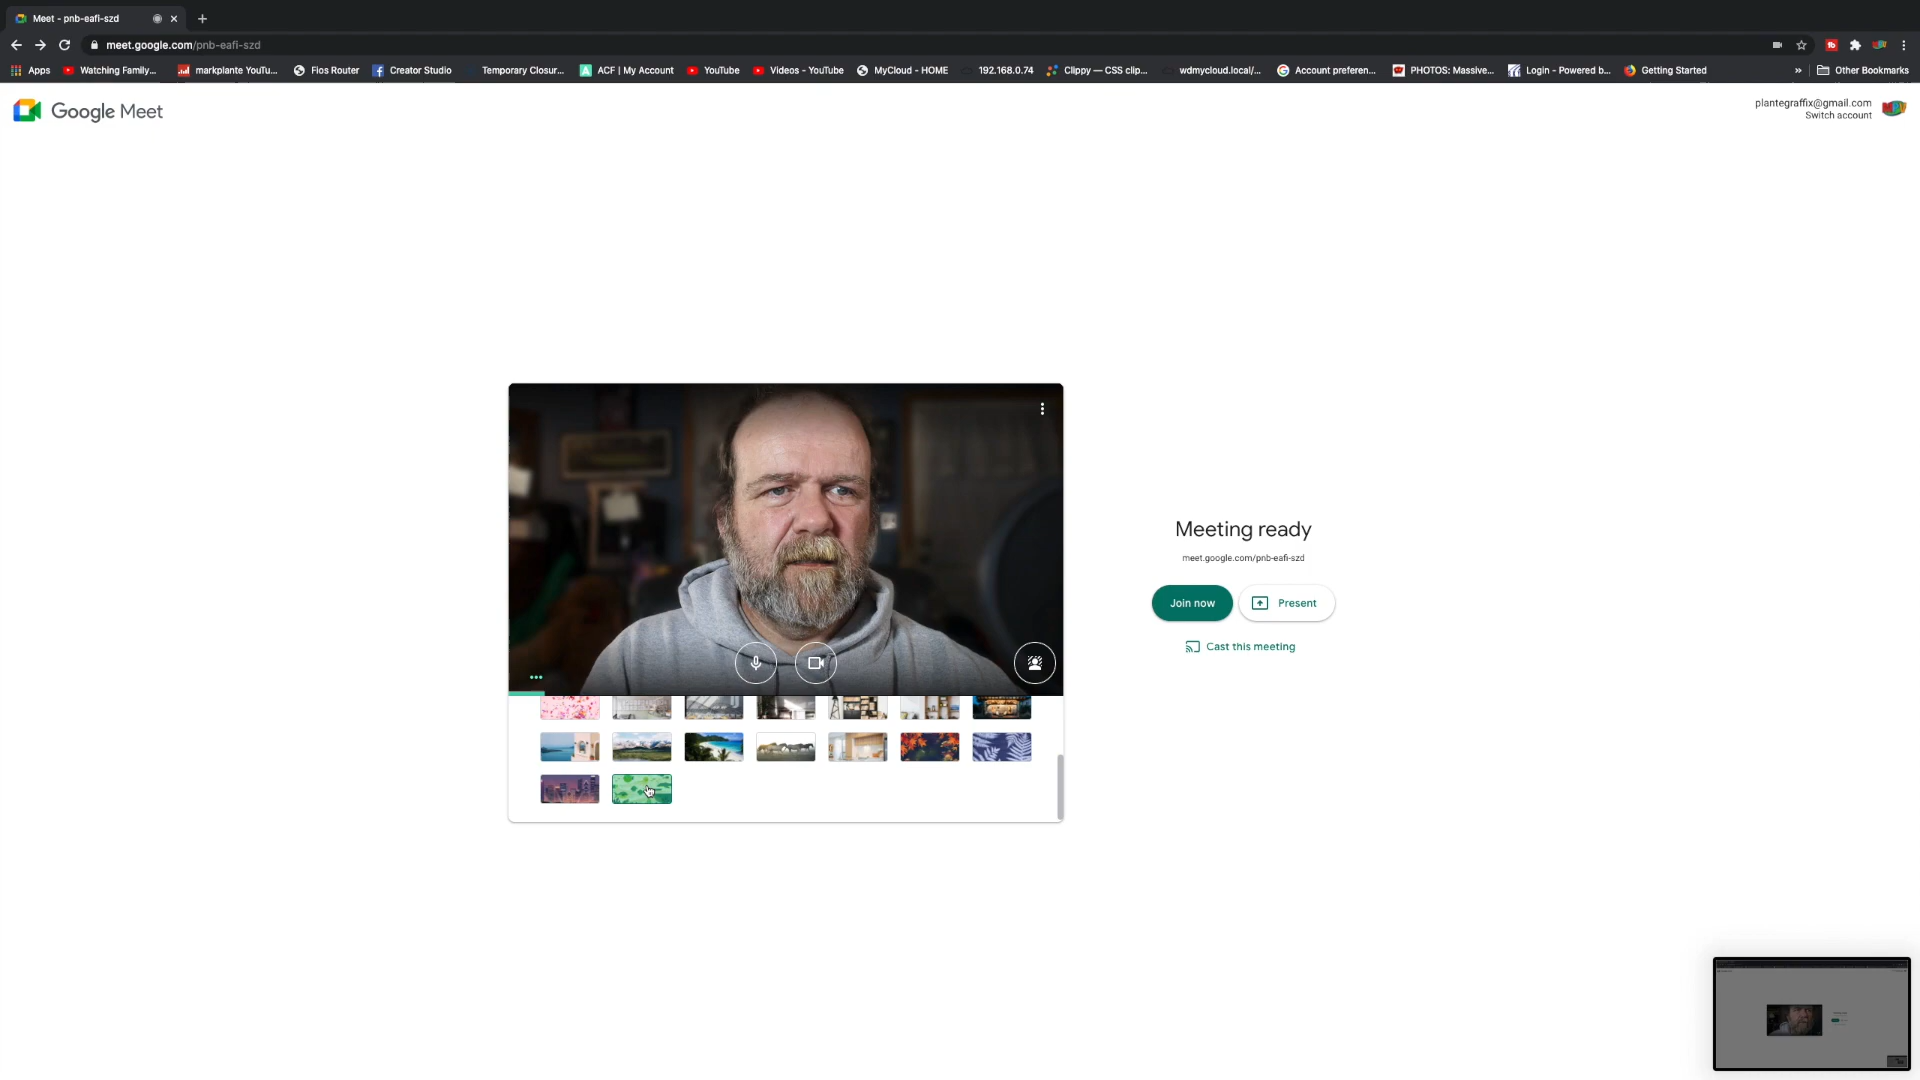 Meet - pnb-eafi-szd
meet.google.com/pnb-eafi-szd
Apps
Watching Family...
markplante YouTu...
Fios Router
Creator Studio
Temporary Closur...
ACF | My Account
YouTube
Videos - YouTube
MyCloud - HOME
192.168.0.74
Clippy — CSS clip...
wdmycloud.local/...
Account preferen...
PHOTOS: Massive...
Login - Powered b...
Getting Started
»
Other Bookmarks
Google Meet
plantegraffix@gmail.com
Switch account
Meeting ready
meet.google.com/pnb-eafi-szd
Join now
Present
Cast this meeting